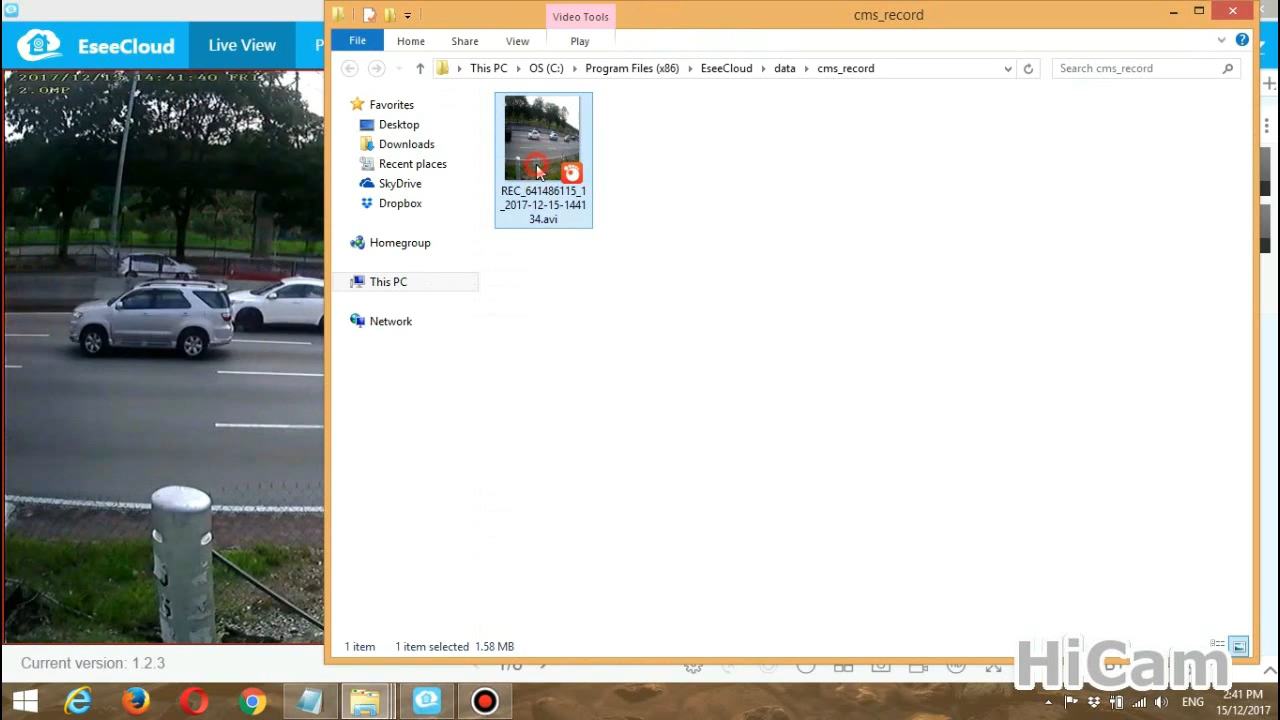 cms_record
Video Tools
EseeCloud
Live View
P
File
Home
Share
View
Play
This PC
OS (C:)
Program Files (x86)
EseeCloud
data
cms_record
Search cms_record
2017/12/15 14:41:40 FRI
2.0MP
Favorites
Desktop
Downloads
Recent places
SkyDrive
Dropbox
Homegroup
This PC
Network
REC_641486115_1
_2017-12-15-1441
34.avi
1 item
1 item selected
1.58 MB
Current version: 1.2.3
HiCam
ENG
2:41 PM
15/12/2017